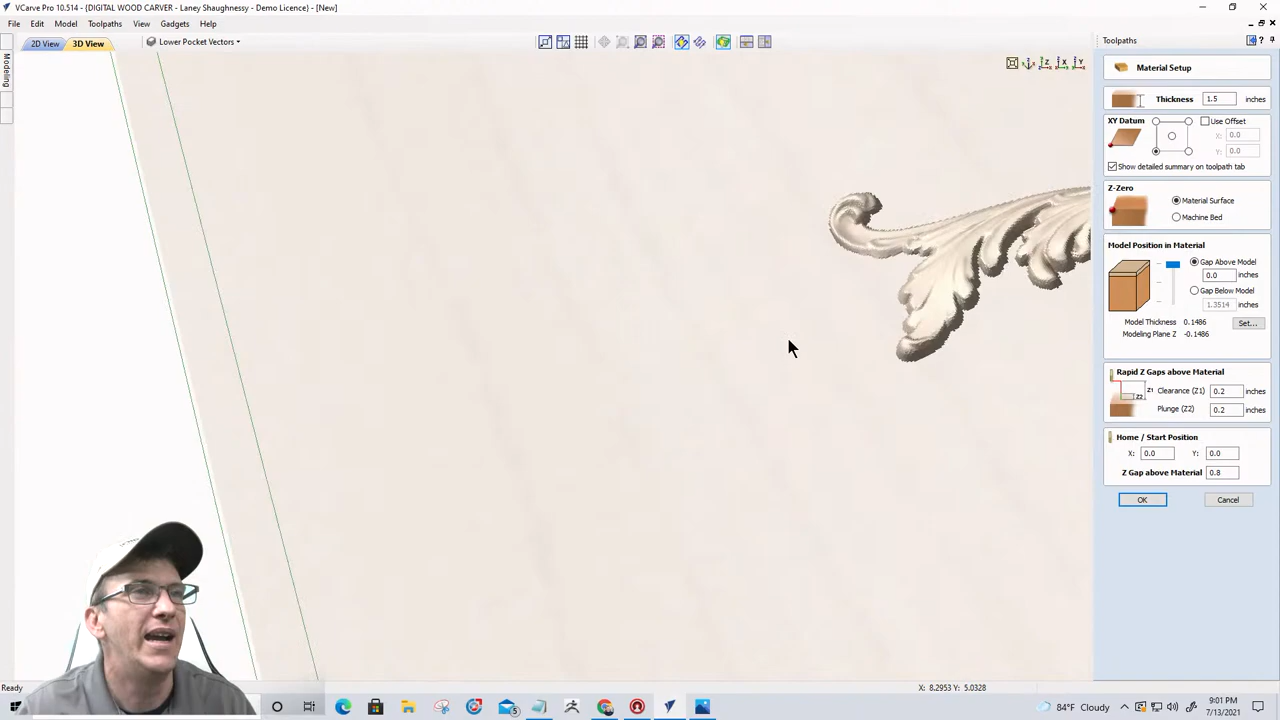 VCarve Pro 10.514 - {DIGITAL WOOD CARVER - Laney Shaughnessy - Demo Licence} - [New]
File Edit Model Toolpaths View Gadgets Help
2D View 3D View Lower Pocket Vectors
Modeling
Toolpaths
Material Setup
Thickness 1.5 inches
XY Datum Use Offset
X: 0.0
Y: 0.0
Show detailed summary on toolpath tab
Z-Zero
Material Surface
Machine Bed
Model Position in Material
Gap Above Model
0.0 inches
Gap Below Model
1.3514 inches
Model Thickness 0.1486 Set...
Modeling Plane Z -0.1486
Rapid Z Gaps above Material
Z1 Clearance (Z1) 0.2 inches
Z2 Plunge (Z2) 0.2 inches
Home / Start Position
X: 0.0 Y: 0.0
Z Gap above Material 0.8
OK Cancel
Ready X: 8.2953 Y: 5.0328
5 84°F Cloudy 9:01 PM
7/13/2021